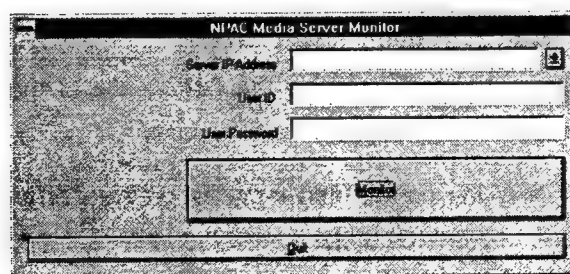 NPAC Media Server Monitor
Server IP Address
User ID
User Password
Monitor
Quit